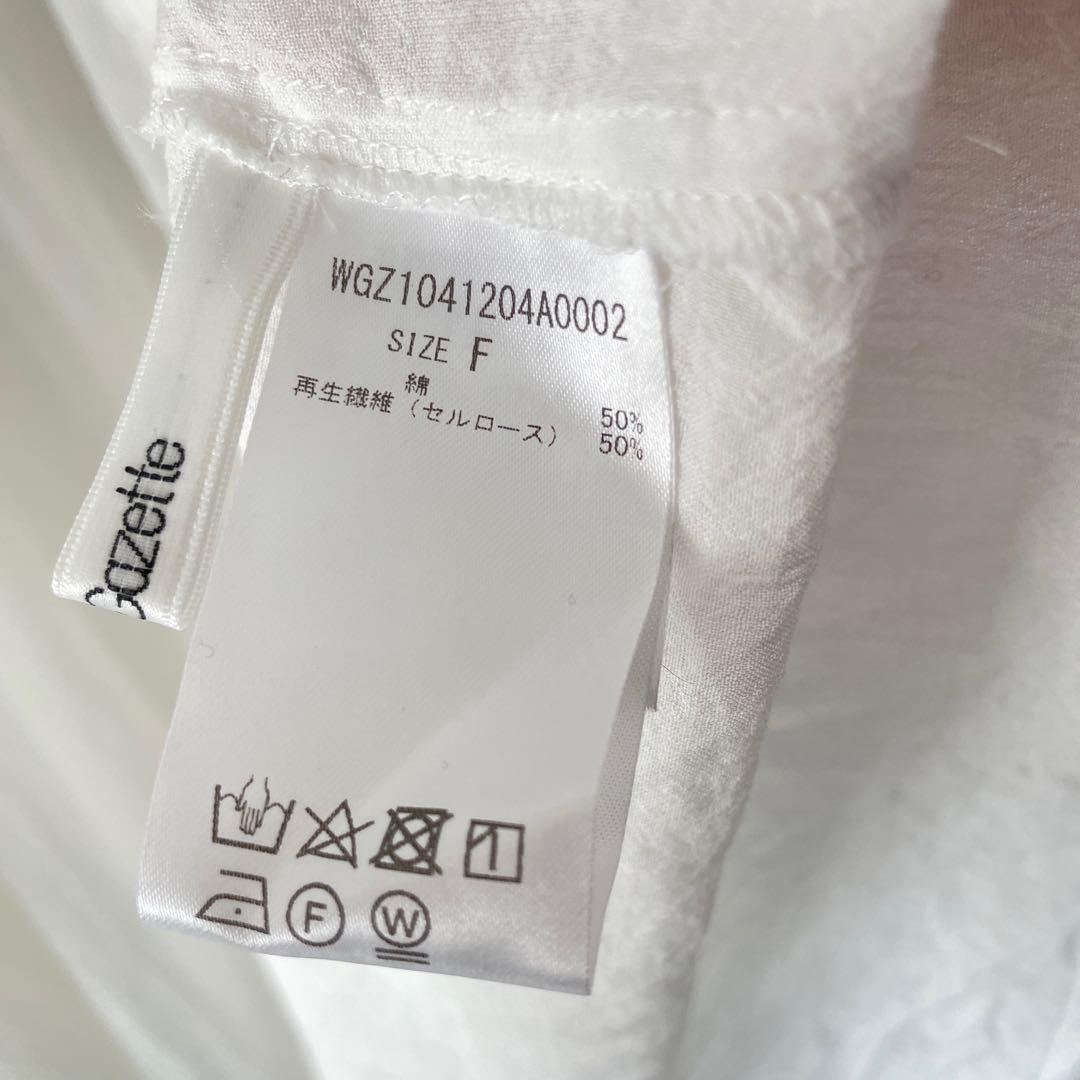 WGZ1041204A0002
SIZE F
綿 50%
再生繊維(セルロース) 50%
Gazette
F
W